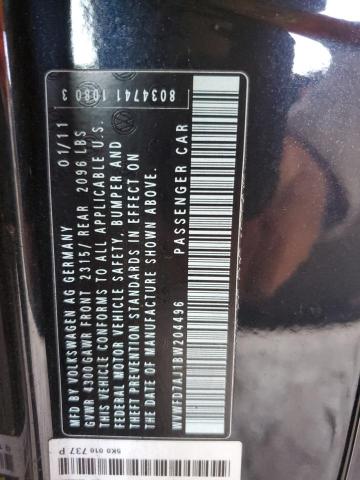 8034741 1080 3
MFD BY VOLKSWAGEN AG GERMANY 01/11
GVWR 4300 GAWR FRONT 2315/ REAR 2096 LBS
THIS VEHICLE CONFORMS TO ALL APPLICABLE U.S.
FEDERAL MOTOR VEHICLE SAFETY, BUMPER AND
THEFT PREVENTION STANDARDS IN EFFECT ON
THE DATE OF MANUFACTURE SHOWN ABOVE.
WVWFD7AJ1BW204496 PASSENGER CAR
5K0 010 737 P